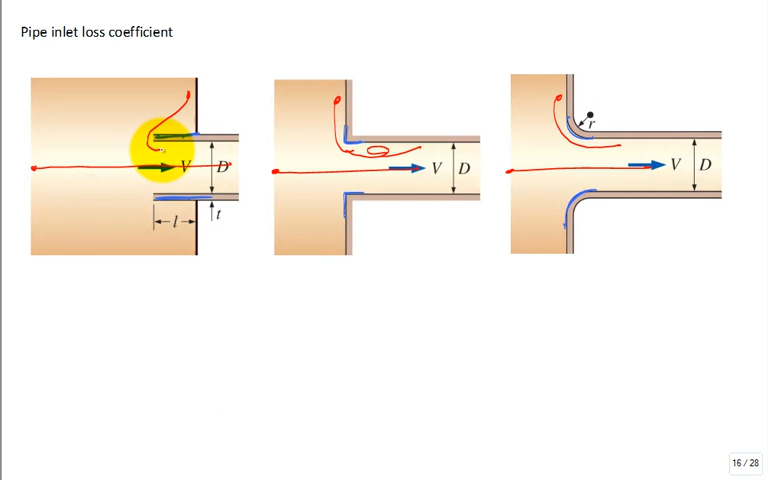 Pipe inlet loss coefficient
V D
l
t
V D
r
V D
16 / 28